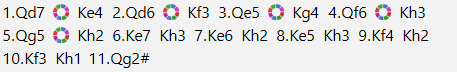 1.Qd7 Ke4 2.Qd6 Kf3 3.Qe5 Kg4 4.Qf6 Kh3
5.Qg5 Kh2 6.Ke7 Kh3 7.Ke6 Kh2 8.Ke5 Kh3 9.Kf4 Kh2
10.Kf3 Kh1 11.Qg2#